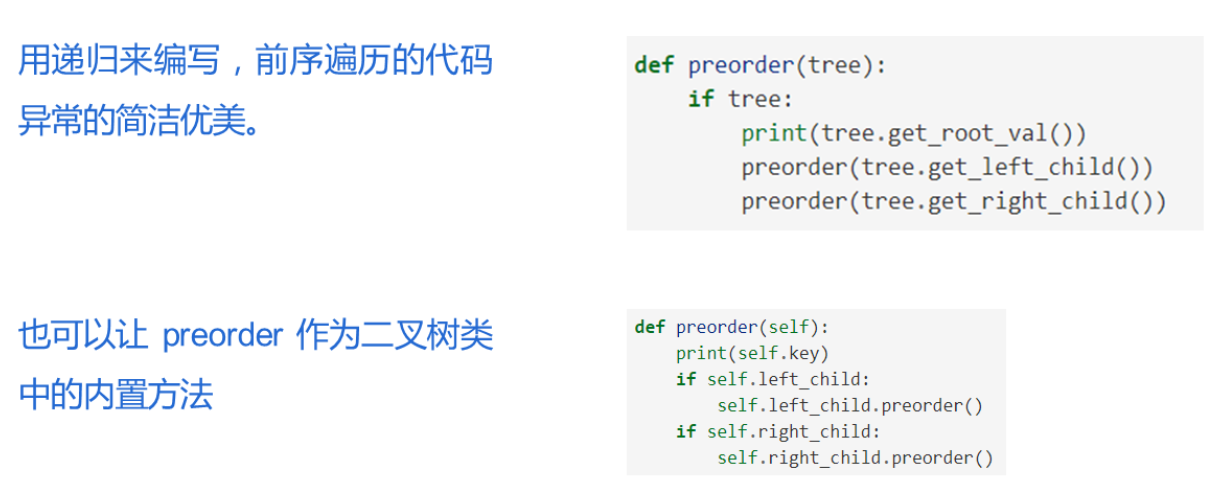 用递归来编写，前序遍历的代码
异常的简洁优美。
def preorder(tree):
    if tree:
        print(tree.get_root_val())
        preorder(tree.get_left_child())
        preorder(tree.get_right_child())
也可以让 preorder 作为二叉树类
中的内置方法
def preorder(self):
    print(self.key)
    if self.left_child:
        self.left_child.preorder()
    if self.right_child:
        self.right_child.preorder()